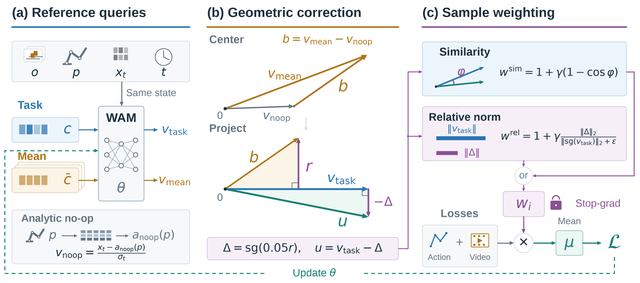 (a) Reference queries
o p x_t t
Same state
Task
C
WAM
v_task
Mean
C̄
θ
v_mean
Analytic no-op
p → a_noop(p)
v_noop = (x_t − a_noop(p)) / σ_t
(b) Geometric correction
Center
b = v_mean − v_noop
v_mean
b
0
v_noop
Project
b
r
v_task
0
−Δ
u
Δ = sg(0.05r), u = v_task − Δ
Update θ
(c) Sample weighting
Similarity
φ
w^sim = 1 + γ(1 − cos φ)
Relative norm
‖v_task‖
‖Δ‖
w^rel = 1 + γ ‖Δ‖₂ / (‖sg(v_task)‖₂ + ε)
or
w_i
Stop-grad
Losses
Mean
+
×
μ
ℒ
Action
Video